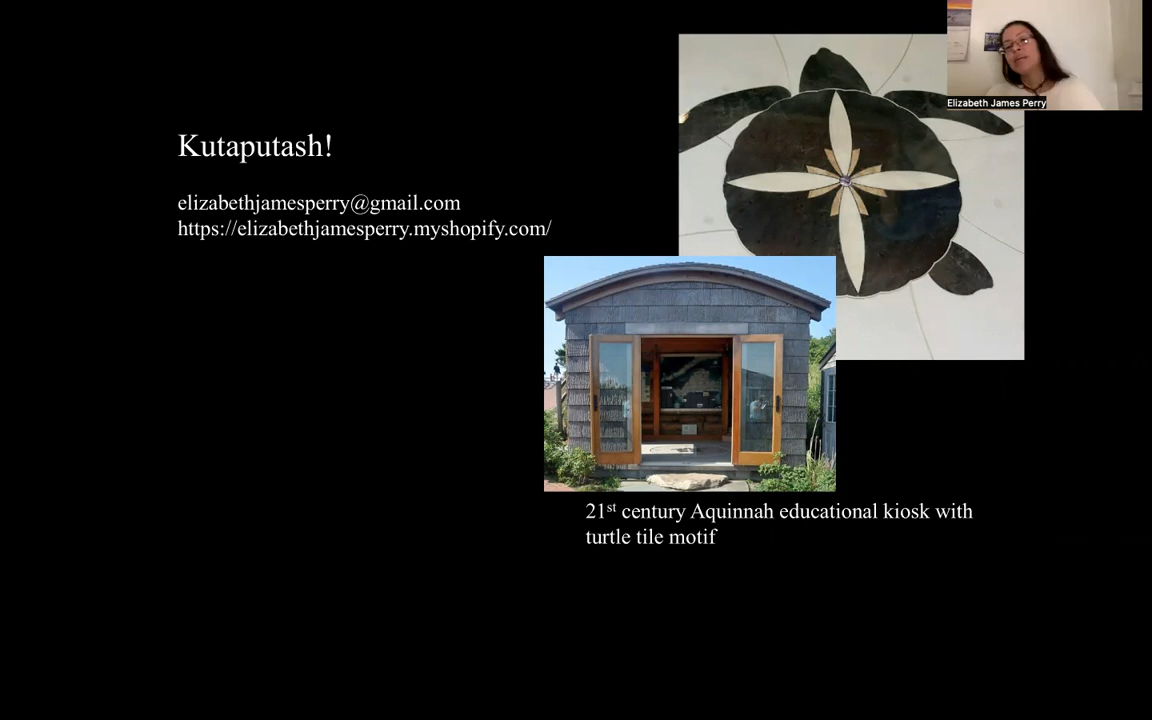 Elizabeth James Perry
Kutaputash!
elizabethjamesperry@gmail.com
https://elizabethjamesperry.myshopify.com/
21st century Aquinnah educational kiosk with
turtle tile motif